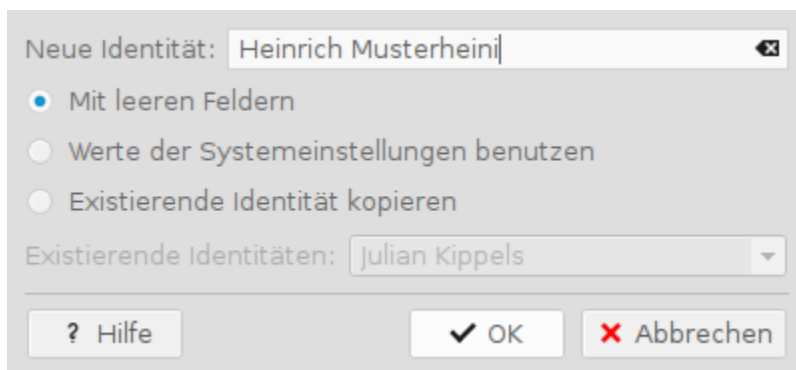 Neue Identität: Heinrich Musterheini
Mit leeren Feldern
Werte der Systemeinstellungen benutzen
Existierende Identität kopieren
Existierende Identitäten: Julian Kippels
? Hilfe OK Abbrechen